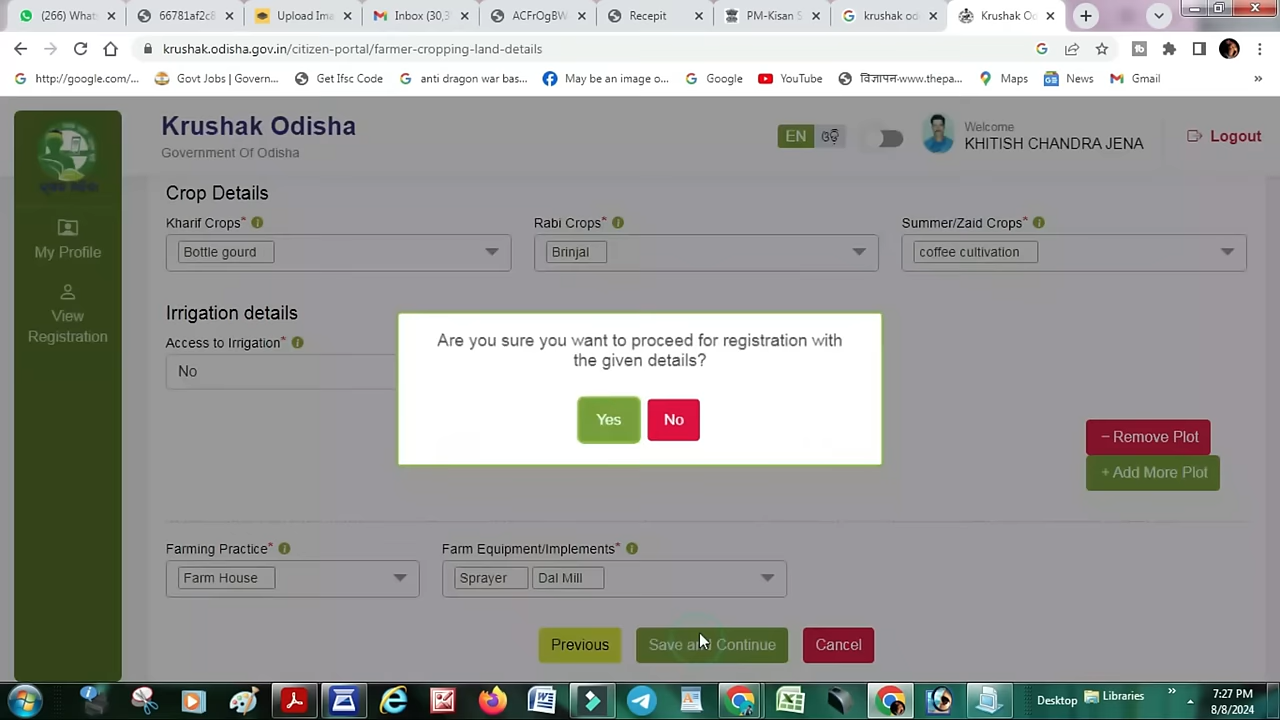 (266) What:
66781af2c8
Upload Ima
Inbox (30,3
ACFrOgBV
Recepit
PM-Kisan S
krushak od
Krushak Od
krushak.odisha.gov.in/citizen-portal/farmer-cropping-land-details
http://google.com/...
Govt Jobs | Govern...
Get Ifsc Code
anti dragon war bas...
May be an image o...
Google
YouTube
विज्ञापन-www.thepa...
Maps
News
Gmail
»
Krushak Odisha
Government Of Odisha
EN ଓଡ଼ି
Welcome
KHITISH CHANDRA JENA
Logout
My Profile
View
Registration
Crop Details
Kharif Crops*
Rabi Crops*
Summer/Zaid Crops*
Bottle gourd
Brinjal
coffee cultivation
Irrigation details
Access to Irrigation*
No
Are you sure you want to proceed for registration with
the given details?
Yes
No
− Remove Plot
+ Add More Plot
Farming Practice*
Farm Equipment/Implements*
Farm House
Sprayer
Dal Mill
Previous
Save and Continue
Cancel
Desktop
Libraries
»
7:27 PM
8/8/2024